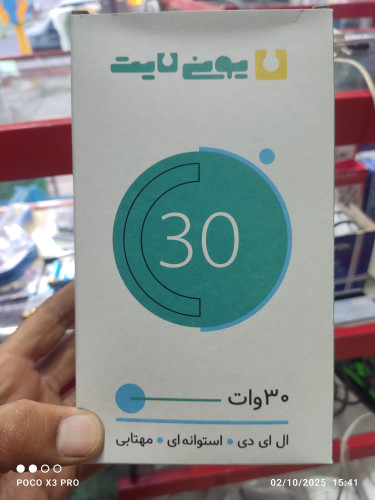 یونی لایت
30
۳۰وات
ال ای دی • استوانه ای • مهتابی
POCO X3 PRO
02/10/2025 15:41